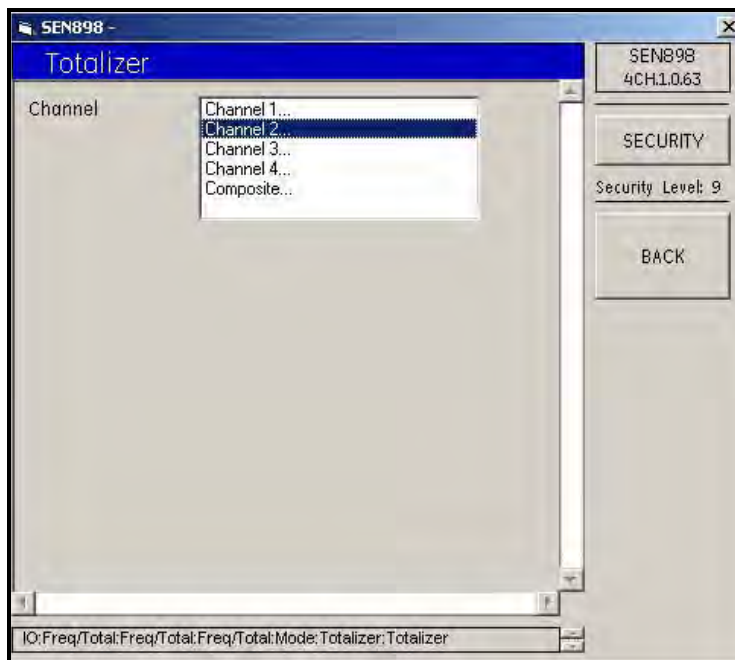 SEN898 -
Totalizer
SEN898
4CH.1.0.63
Channel
Channel 1...
Channel 2...
Channel 3...
Channel 4...
Composite...
SECURITY
Security Level: 9
BACK
IO:Freq/Total:Freq/Total:Freq/Total:Mode:Totalizer:Totalizer